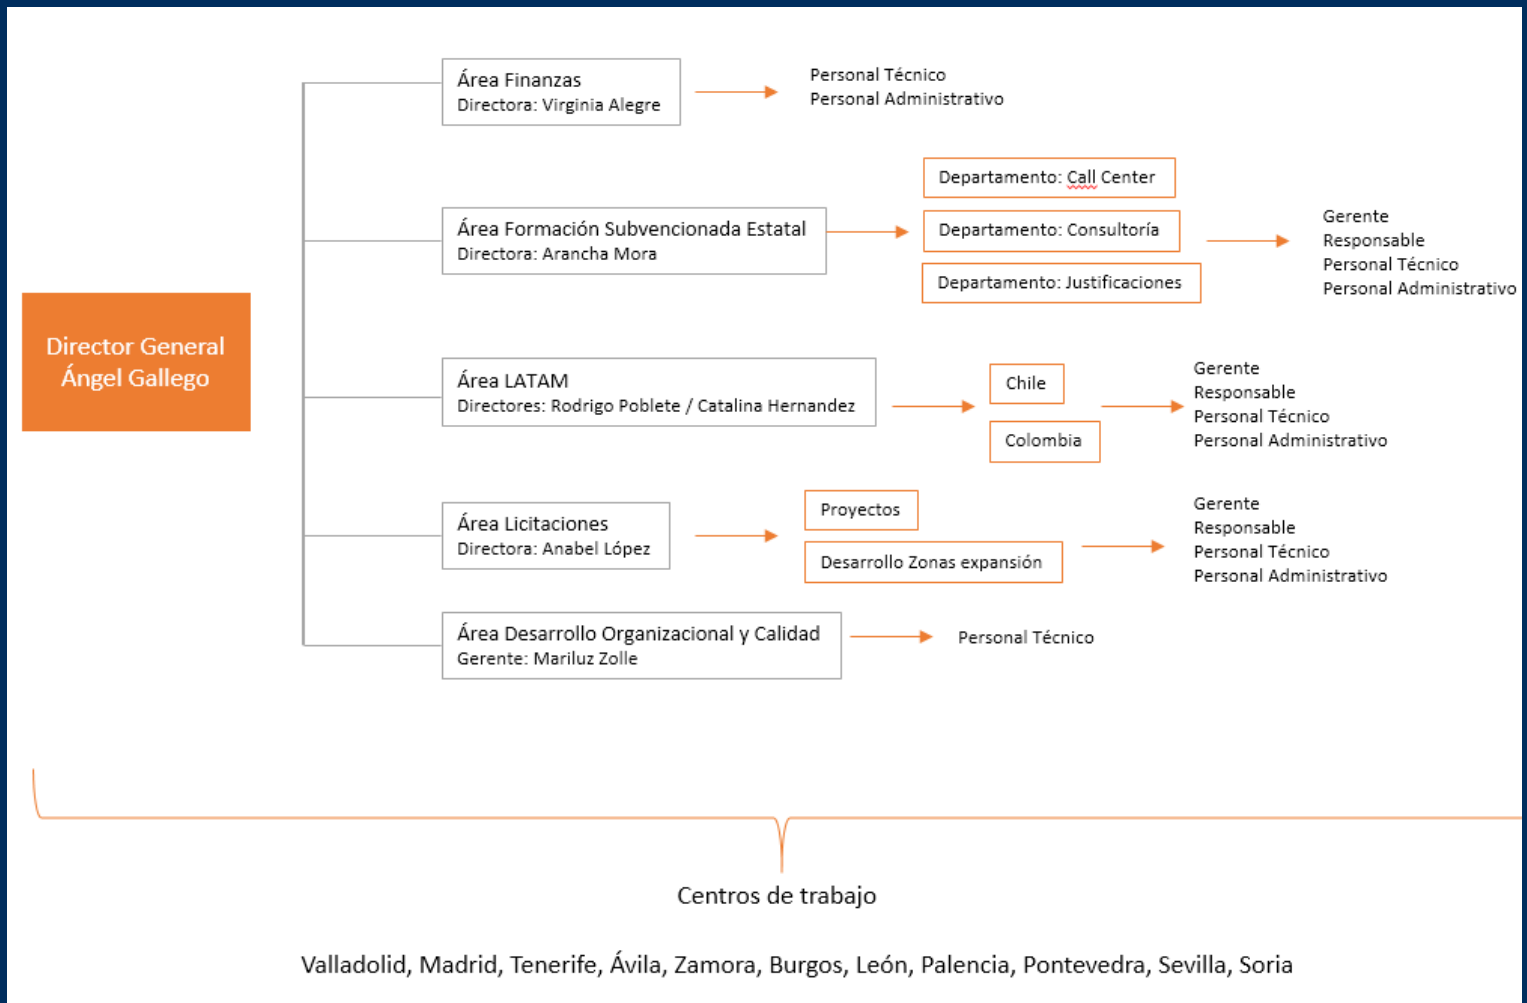 Director General
Ángel Gallego
Área Finanzas
Directora: Virginia Alegre
Personal Técnico
Personal Administrativo
Área Formación Subvencionada Estatal
Directora: Arancha Mora
Departamento: Call Center
Departamento: Consultoría
Departamento: Justificaciones
Gerente
Responsable
Personal Técnico
Personal Administrativo
Área LATAM
Directores: Rodrigo Poblete / Catalina Hernandez
Chile
Colombia
Gerente
Responsable
Personal Técnico
Personal Administrativo
Área Licitaciones
Directora: Anabel López
Proyectos
Desarrollo Zonas expansión
Gerente
Responsable
Personal Técnico
Personal Administrativo
Área Desarrollo Organizacional y Calidad
Gerente: Mariluz Zolle
Personal Técnico
Centros de trabajo
Valladolid, Madrid, Tenerife, Ávila, Zamora, Burgos, León, Palencia, Pontevedra, Sevilla, Soria